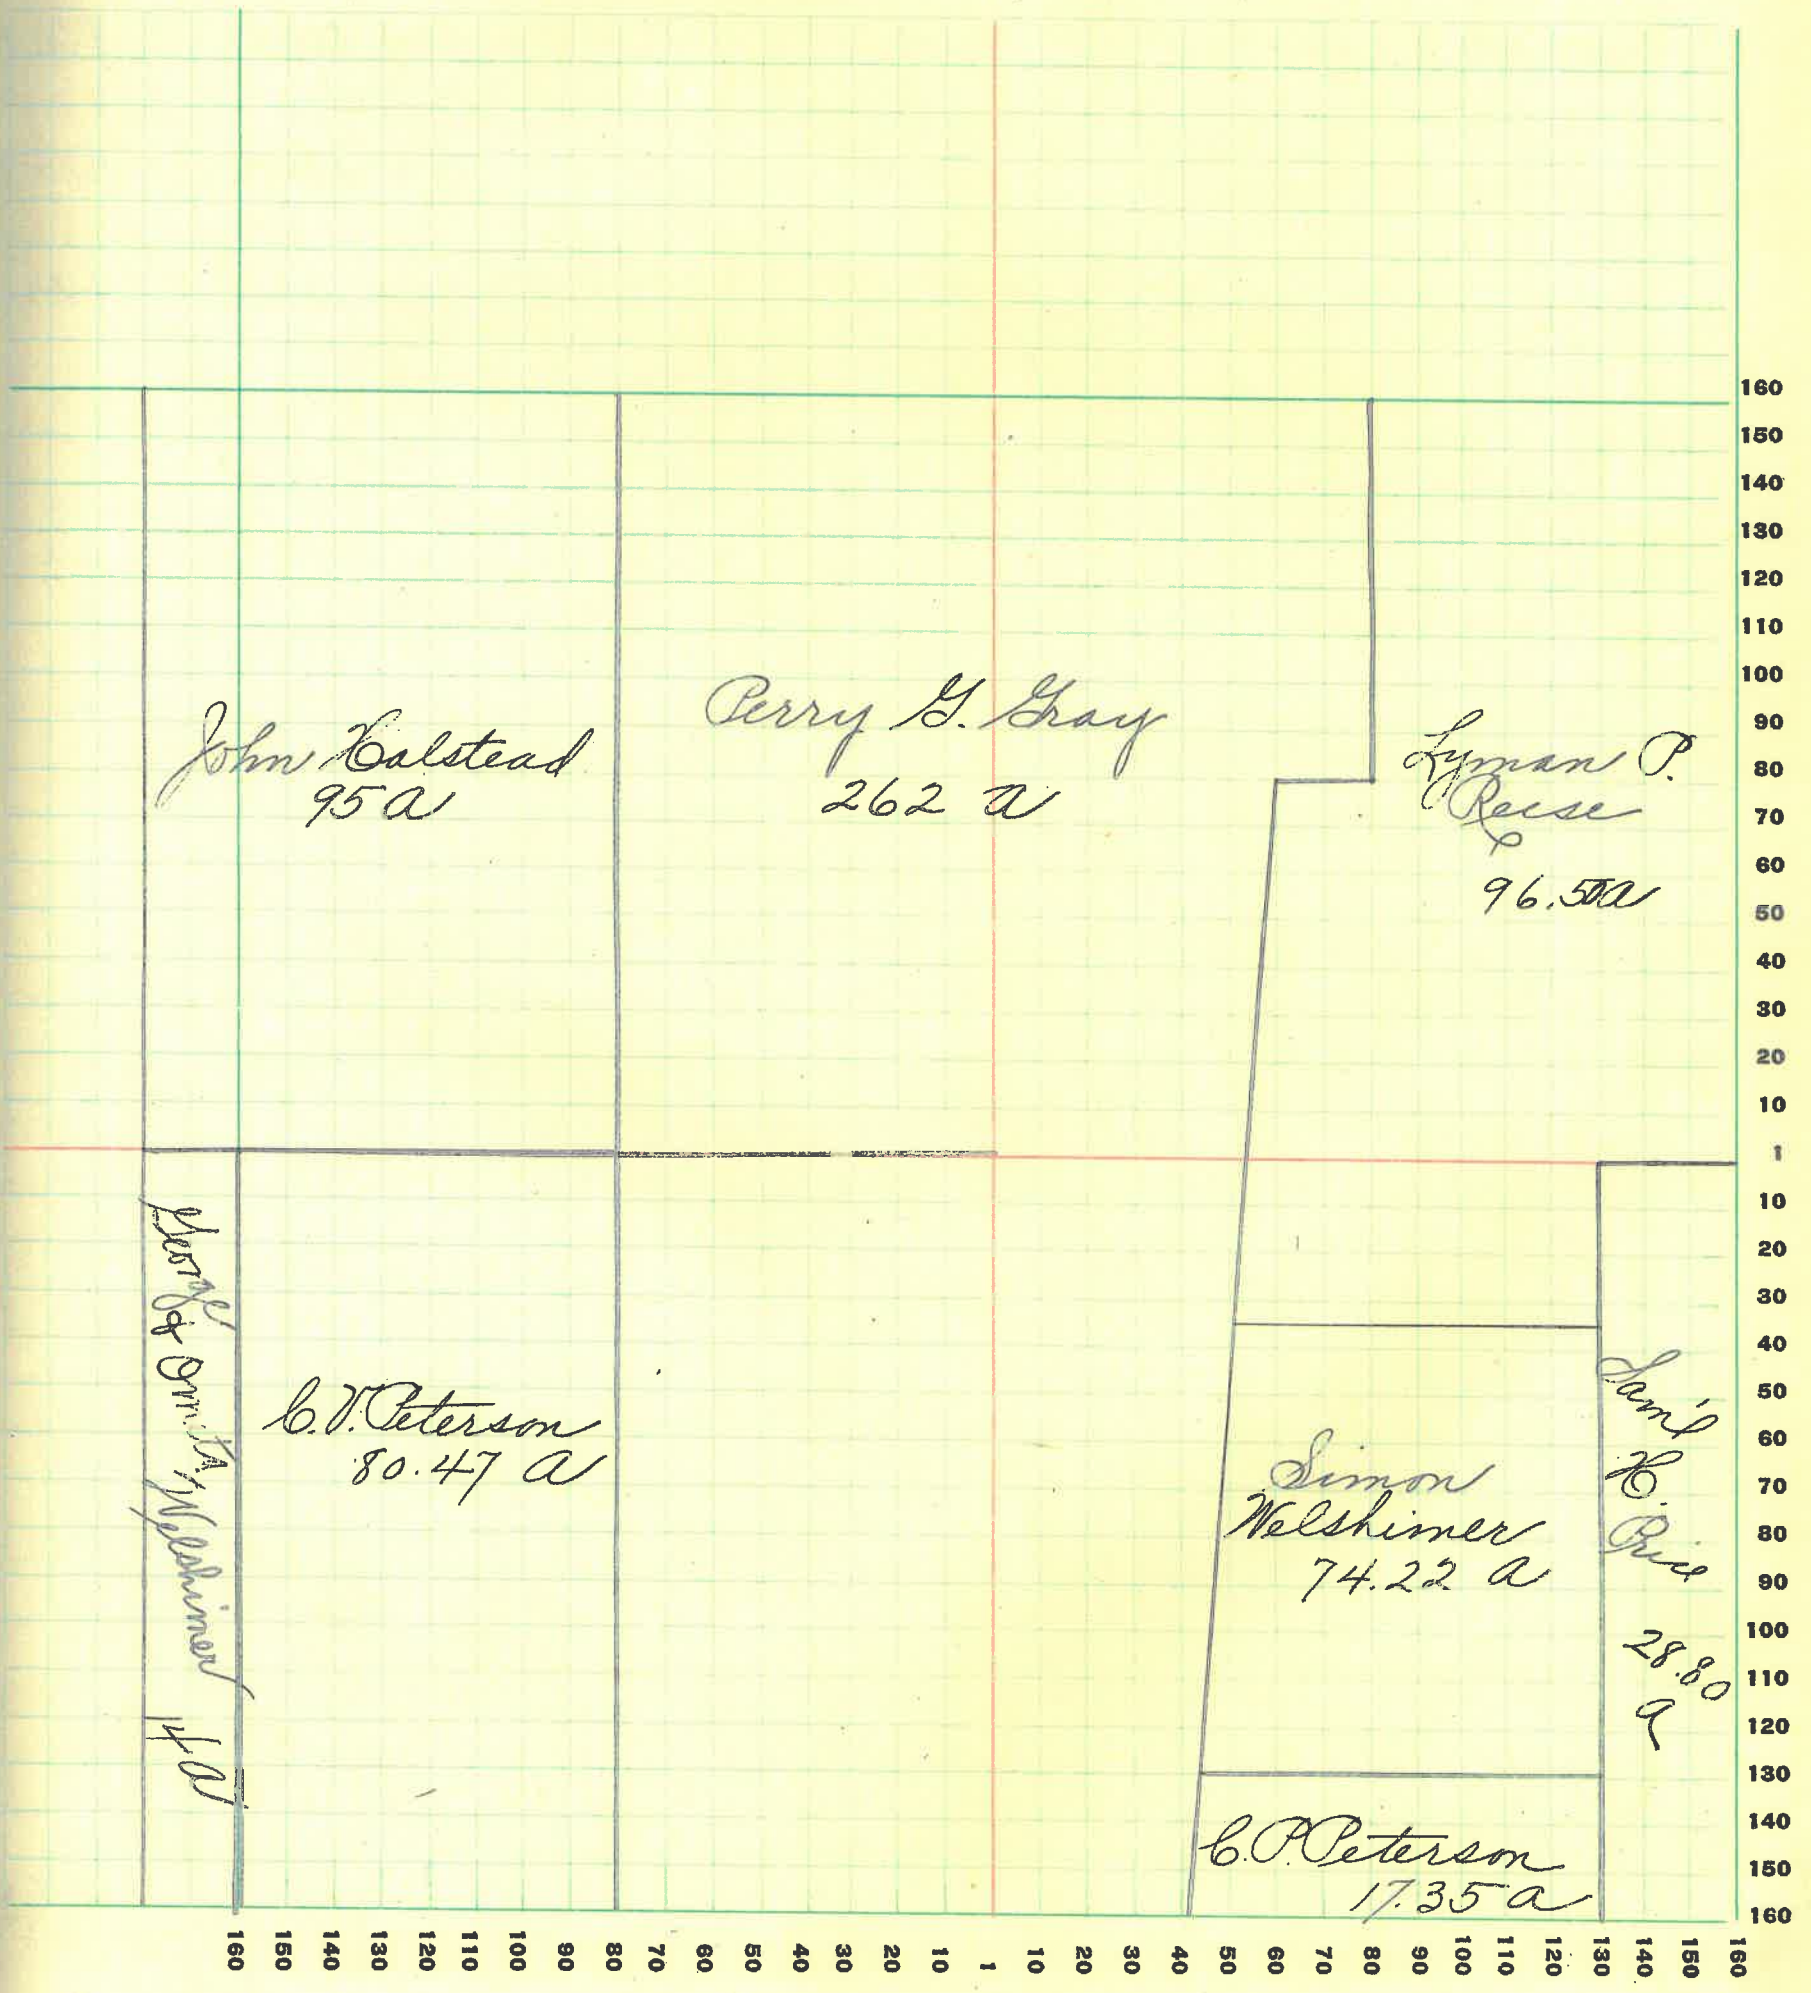 John Halstead
95 a
Perry G. Gray
262 a
Lyman P.
Reese
96.50a
George & Omita Welshimer 14 a
C.V. Peterson
80.47 a
Simon
Welshimer
74.22 a
Sam'l H. Price 28.80 a
C.P. Peterson
17.35 a
160
150
140
130
120
110
100
90
80
70
60
50
40
30
20
10
1
10
20
30
40
50
60
70
80
90
100
110
120
130
140
150
160
160 150 140 130 120 110 100 90 80 70 60 50 40 30 20 10 1 10 20 30 40 50 60 70 80 90 100 110 120 130 140 150 160